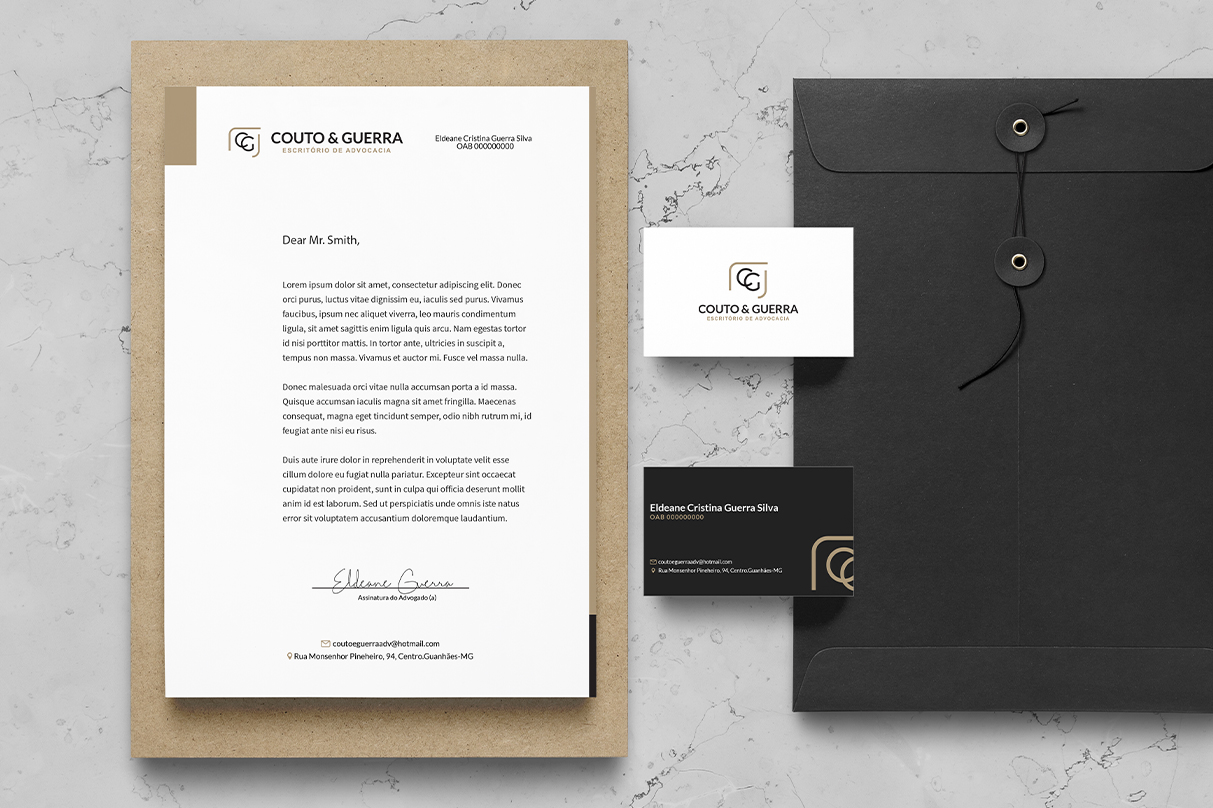 CG
COUTO & GUERRA
ESCRITÓRIO DE ADVOCACIA
Eldeane Cristina Guerra Silva
OAB 000000000
Dear Mr. Smith,
Lorem ipsum dolor sit amet, consectetur adipiscing elit. Donec
orci purus, luctus vitae dignissim eu, iaculis sed purus. Vivamus
faucibus, ipsum nec aliquet viverra, leo mauris condimentum
ligula, sit amet sagittis enim ligula quis arcu. Nam egestas tortor
id nisi porttitor mattis. In tortor ante, ultricies in suscipit a,
tempus non massa. Vivamus et auctor mi. Fusce vel massa nulla.
Donec malesuada orci vitae nulla accumsan porta a id massa.
Quisque accumsan iaculis magna sit amet fringilla. Maecenas
consequat, magna eget tincidunt semper, odio nibh rutrum mi, id
feugiat ante nisi eu risus.
Duis aute irure dolor in reprehenderit in voluptate velit esse
cillum dolore eu fugiat nulla pariatur. Excepteur sint occaecat
cupidatat non proident, sunt in culpa qui officia deserunt mollit
anim id est laborum. Sed ut perspiciatis unde omnis iste natus
error sit voluptatem accusantium doloremque laudantium.
Eldeane Guerra
Assinatura do Advogado (a)
coutoeguerraadv@hotmail.com
Rua Monsenhor Pineheiro, 94, Centro.Guanhães-MG
CG
COUTO & GUERRA
ESCRITÓRIO DE ADVOCACIA
Eldeane Cristina Guerra Silva
OAB 000000000
coutoeguerraadv@hotmail.com
Rua Monsenhor Pineheiro, 94, Centro.Guanhães-MG
CG